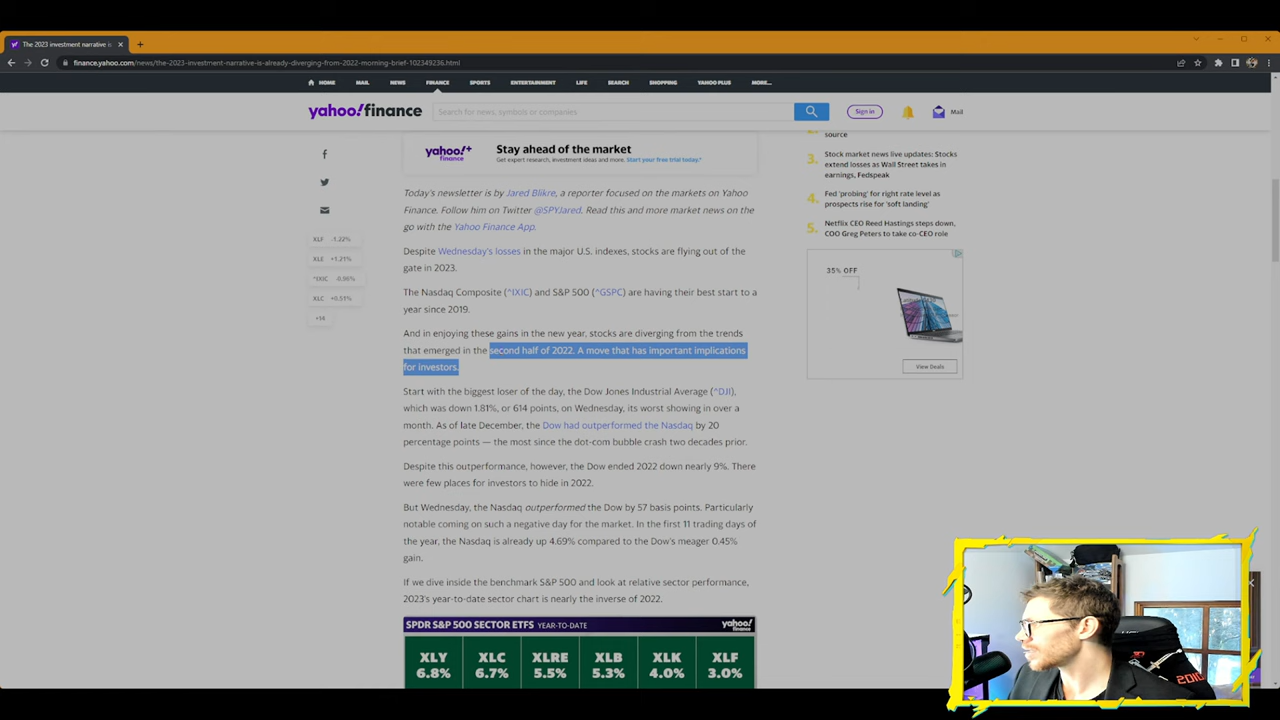 The 2023 investment narrative is
finance.yahoo.com/news/the-2023-investment-narrative-is-already-diverging-from-2022-morning-brief-102349236.html
HOME MAIL NEWS FINANCE SPORTS ENTERTAINMENT LIFE SEARCH SHOPPING YAHOO PLUS MORE...
yahoo!finance
Search for news, symbols or companies
Sign in
Mail
yahoo!+
finance
Stay ahead of the market
Get expert research, investment ideas and more. Start your free trial today.*
Today's newsletter is by Jared Blikre, a reporter focused on the markets on Yahoo
Finance. Follow him on Twitter @SPYJared. Read this and more market news on the
go with the Yahoo Finance App.
XLF -1.22%
XLE +1.21%
^IXIC -0.96%
XLC +0.51%
+14
Despite Wednesday's losses in the major U.S. indexes, stocks are flying out of the
gate in 2023.
The Nasdaq Composite (^IXIC) and S&P 500 (^GSPC) are having their best start to a
year since 2019.
And in enjoying these gains in the new year, stocks are diverging from the trends
that emerged in the second half of 2022. A move that has important implications
for investors.
Start with the biggest loser of the day, the Dow Jones Industrial Average (^DJI),
which was down 1.81%, or 614 points, on Wednesday, its worst showing in over a
month. As of late December, the Dow had outperformed the Nasdaq by 20
percentage points — the most since the dot-com bubble crash two decades prior.
Despite this outperformance, however, the Dow ended 2022 down nearly 9%. There
were few places for investors to hide in 2022.
But Wednesday, the Nasdaq outperformed the Dow by 57 basis points. Particularly
notable coming on such a negative day for the market. In the first 11 trading days of
the year, the Nasdaq is already up 4.69% compared to the Dow's meager 0.45%
gain.
If we dive inside the benchmark S&P 500 and look at relative sector performance,
2023's year-to-date sector chart is nearly the inverse of 2022.
SPDR S&P 500 SECTOR ETFS YEAR-TO-DATE
yahoo!
finance
XLY XLC XLRE XLB XLK XLF
6.8% 6.7% 5.5% 5.3% 4.0% 3.0%
source
3. Stock market news live updates: Stocks
extend losses as Wall Street takes in
earnings, Fedspeak
4. Fed 'probing' for right rate level as
prospects rise for 'soft landing'
5. Netflix CEO Reed Hastings steps down,
COO Greg Peters to take co-CEO role
35% OFF
View Deals